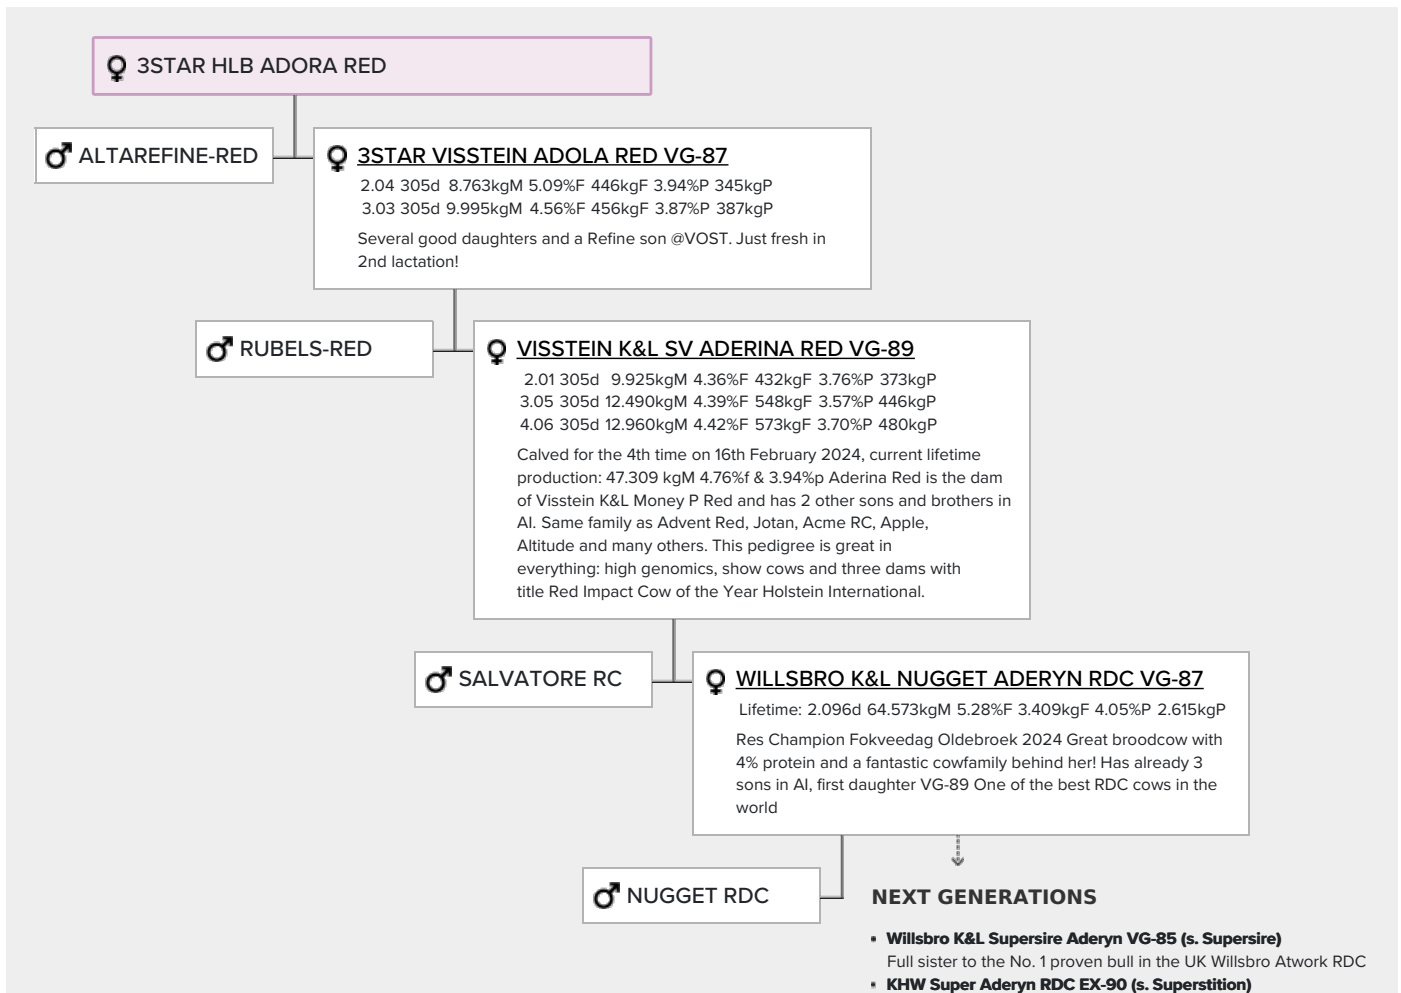 3STAR HLB ADORA RED
ALTAREFINE-RED
3STAR VISSTEIN ADOLA RED VG-87
2.04 305d 8.763kgM 5.09%F 446kgF 3.94%P 345kgP
3.03 305d 9.995kgM 4.56%F 456kgF 3.87%P 387kgP
Several good daughters and a Refine son @VOST. Just fresh in
2nd lactation!
RUBELS-RED
VISSTEIN K&L SV ADERINA RED VG-89
2.01 305d 9.925kgM 4.36%F 432kgF 3.76%P 373kgP
3.05 305d 12.490kgM 4.39%F 548kgF 3.57%P 446kgP
4.06 305d 12.960kgM 4.42%F 573kgF 3.70%P 480kgP
Calved for the 4th time on 16th February 2024, current lifetime
production: 47.309 kgM 4.76%f & 3.94%p Aderina Red is the dam
of Visstein K&L Money P Red and has 2 other sons and brothers in
AI. Same family as Advent Red, Jotan, Acme RC, Apple,
Altitude and many others. This pedigree is great in
everything: high genomics, show cows and three dams with
title Red Impact Cow of the Year Holstein International.
SALVATORE RC
WILLSBRO K&L NUGGET ADERYN RDC VG-87
Lifetime: 2.096d 64.573kgM 5.28%F 3.409kgF 4.05%P 2.615kgP
Res Champion Fokveedag Oldebroek 2024 Great broodcow with
4% protein and a fantastic cowfamily behind her! Has already 3
sons in AI, first daughter VG-89 One of the best RDC cows in the
world
NUGGET RDC
NEXT GENERATIONS
• Willsbro K&L Supersire Aderyn VG-85 (s. Supersire)
Full sister to the No. 1 proven bull in the UK Willsbro Atwork RDC
• KHW Super Aderyn RDC EX-90 (s. Superstition)